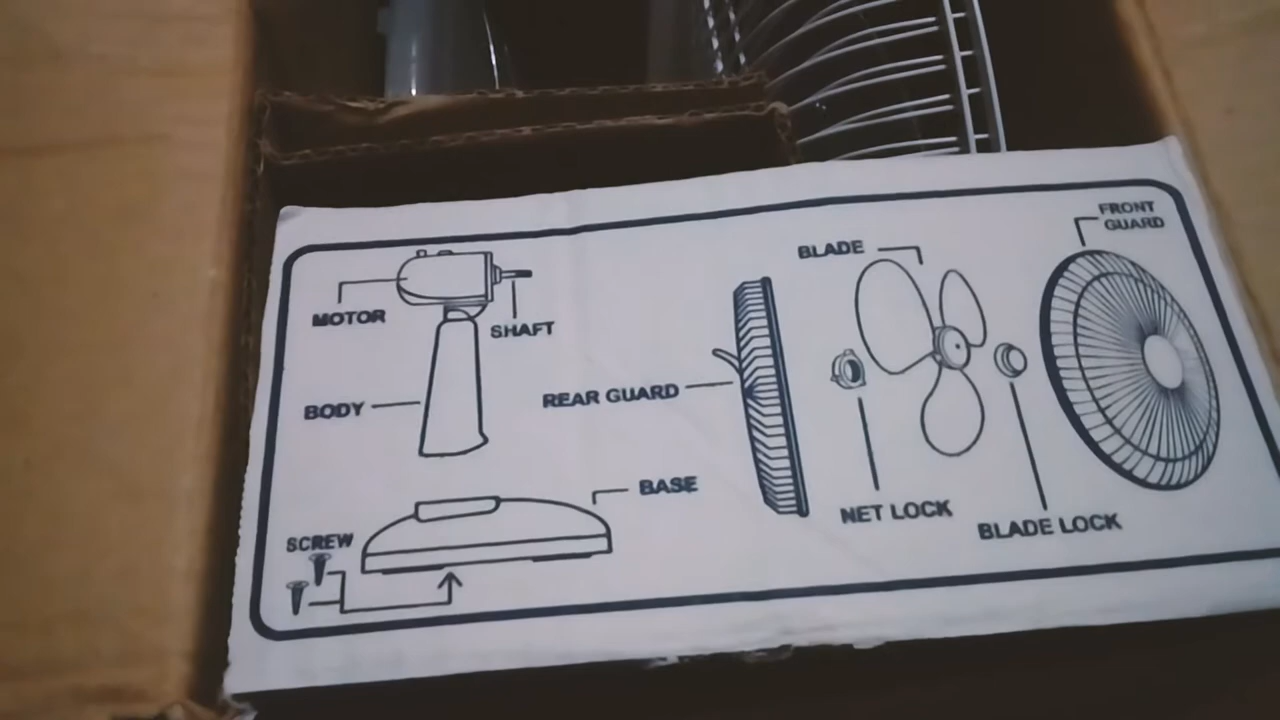 MOTOR
SHAFT
BODY
BASE
SCREW
REAR GUARD
BLADE
FRONT
GUARD
NET LOCK
BLADE LOCK